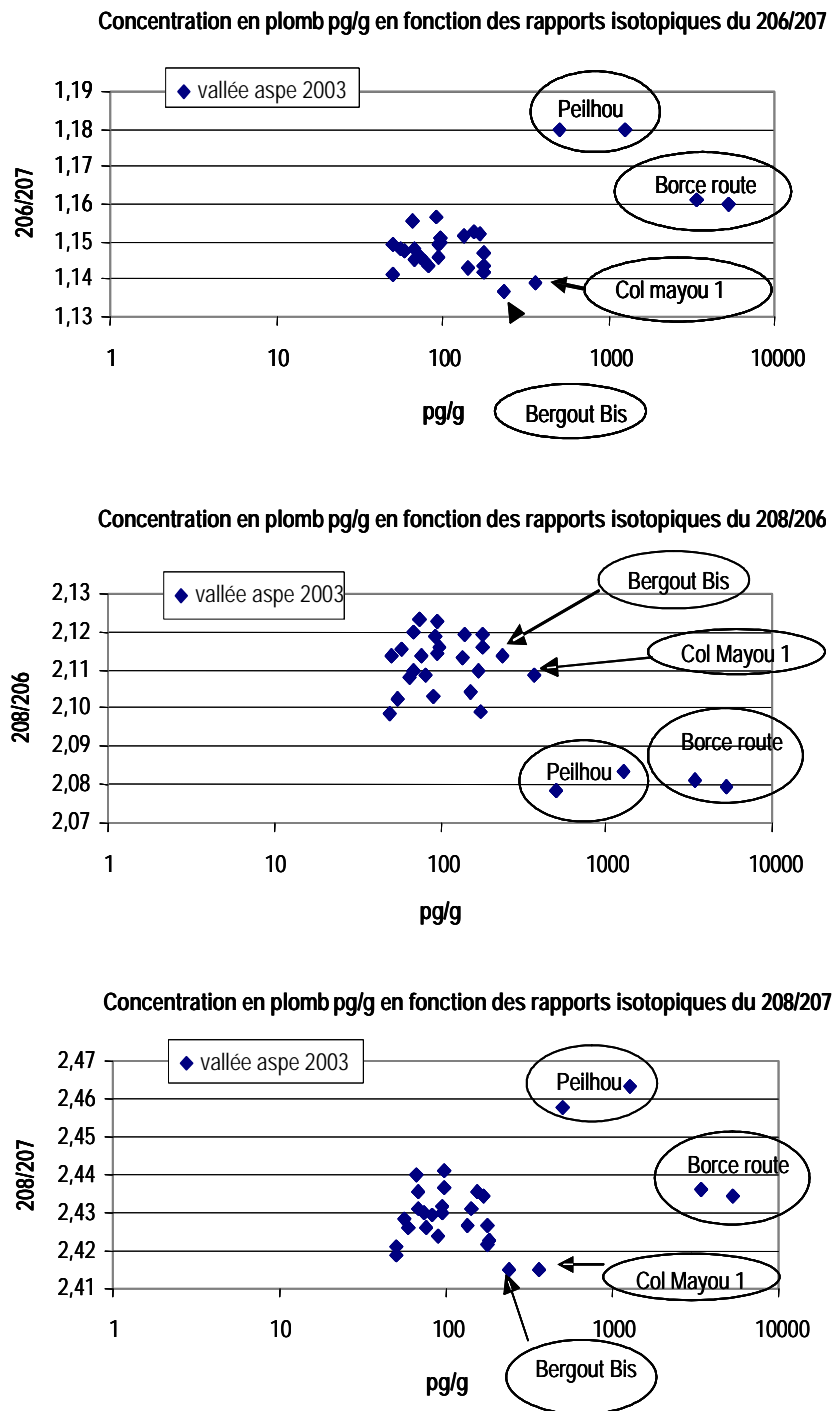 Concentration en plomb pg/g en fonction des rapports isotopiques du 206/207
1,19
1,18
1,17
1,16
1,15
1,14
1,13
206/207
vallée aspe 2003
Peilhou
Borce route
Col mayou 1
1 10 100 1000 10000
pg/g
Bergout Bis
Concentration en plomb pg/g en fonction des rapports isotopiques du 208/206
2,13
2,12
2,11
2,10
2,09
2,08
2,07
208/206
vallée aspe 2003
Bergout Bis
Col Mayou 1
Borce route
Peilhou
1 10 100 1000 10000
pg/g
Concentration en plomb pg/g en fonction des rapports isotopiques du 208/207
2,47
2,46
2,45
2,44
2,43
2,42
2,41
208/207
vallée aspe 2003
Peilhou
Borce route
Col Mayou 1
1 10 100 1000 10000
pg/g
Bergout Bis